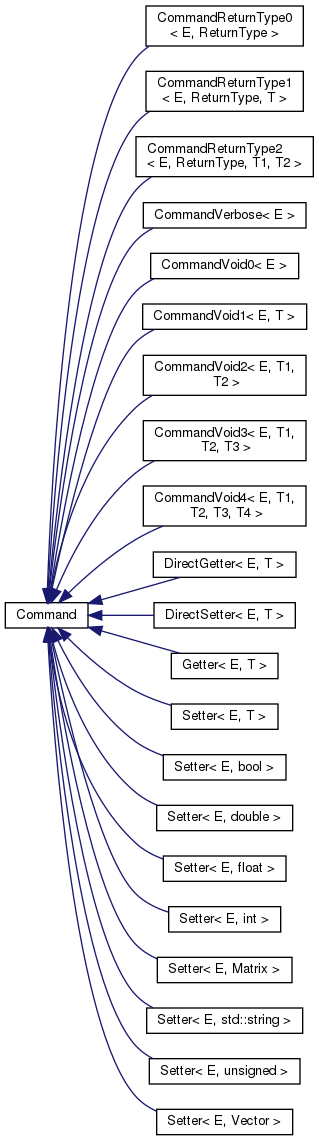 CommandReturnType0
< E, ReturnType >
CommandReturnType1
< E, ReturnType, T >
CommandReturnType2
< E, ReturnType, T1, T2 >
CommandVerbose< E >
CommandVoid0< E >
CommandVoid1< E, T >
CommandVoid2< E, T1,
T2 >
CommandVoid3< E, T1,
T2, T3 >
CommandVoid4< E, T1,
T2, T3, T4 >
DirectGetter< E, T >
Command
DirectSetter< E, T >
Getter< E, T >
Setter< E, T >
Setter< E, bool >
Setter< E, double >
Setter< E, float >
Setter< E, int >
Setter< E, Matrix >
Setter< E, std::string >
Setter< E, unsigned >
Setter< E, Vector >